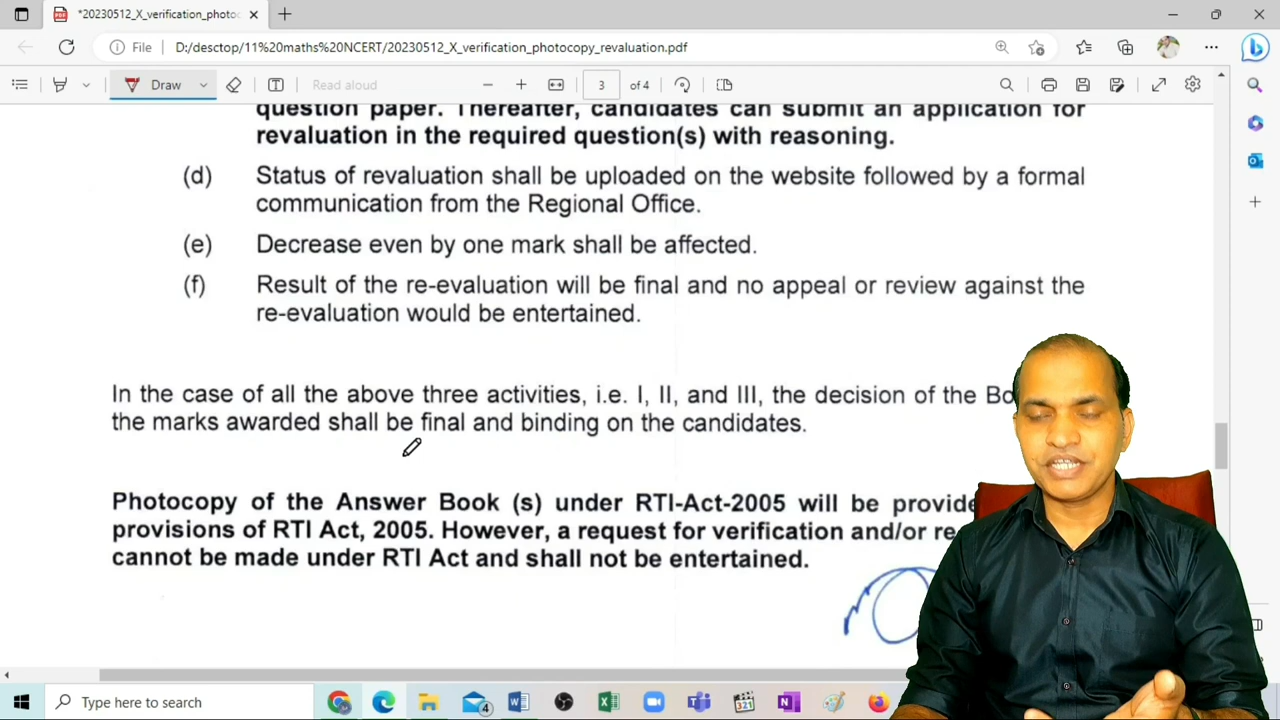 *20230512_X_verification_photoc
File
D:/desctop/11%20maths%20NCERT/20230512_X_verification_photocopy_revaluation.pdf
Draw
Read aloud
3
of 4
question paper. Thereafter, candidates can submit an application for
revaluation in the required question(s) with reasoning.
(d) Status of revaluation shall be uploaded on the website followed by a formal
communication from the Regional Office.
(e) Decrease even by one mark shall be affected.
(f) Result of the re-evaluation will be final and no appeal or review against the
re-evaluation would be entertained.
In the case of all the above three activities, i.e. I, II, and III, the decision of the Bo
the marks awarded shall be final and binding on the candidates.
Photocopy of the Answer Book (s) under RTI-Act-2005 will be provide
provisions of RTI Act, 2005. However, a request for verification and/or re
cannot be made under RTI Act and shall not be entertained.
Type here to search
4
321